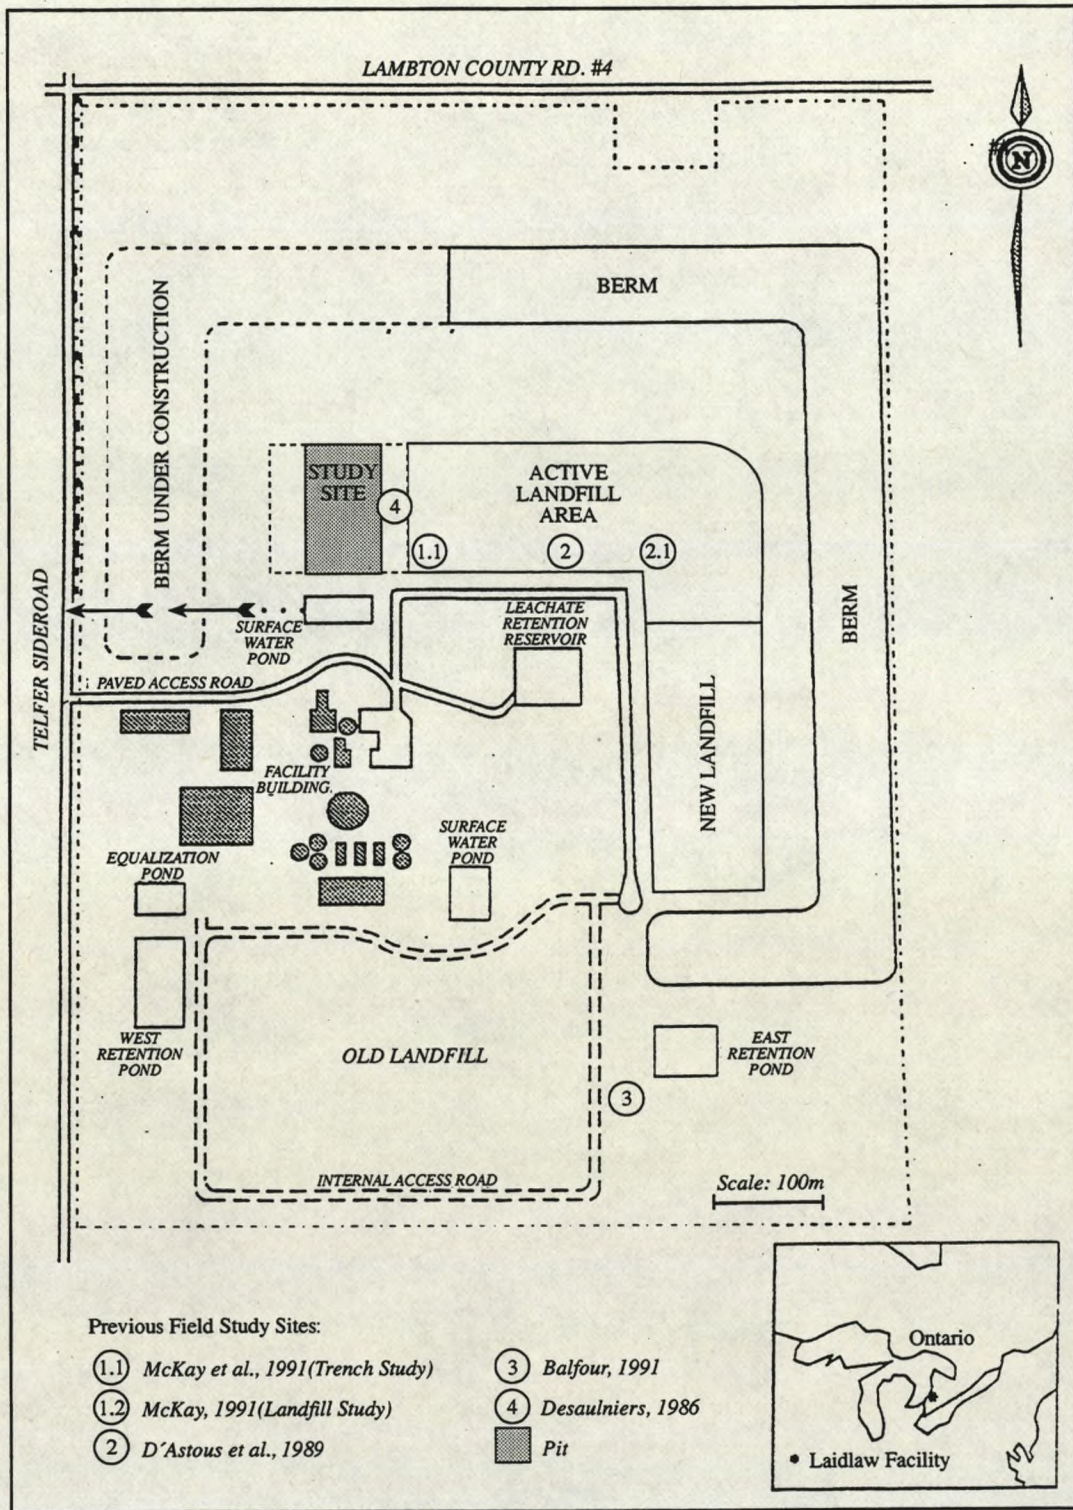 LAMBTON COUNTY RD. #4
#4
N
BERM
BERM UNDER CONSTRUCTION
STUDY
SITE
4
ACTIVE
LANDFILL
AREA
1.1
2
2.1
TELFER SIDEROAD
SURFACE
WATER
POND
LEACHATE
RETENTION
RESERVOIR
BERM
PAVED ACCESS ROAD
NEW LANDFILL
FACILITY
BUILDING.
EQUALIZATION
POND
SURFACE
WATER
POND
WEST
RETENTION
POND
OLD LANDFILL
EAST
RETENTION
POND
3
INTERNAL ACCESS ROAD
Scale: 100m
Previous Field Study Sites:
1.1 McKay et al., 1991(Trench Study)
1.2 McKay, 1991(Landfill Study)
2 D´Astous et al., 1989
3 Balfour, 1991
4 Desaulniers, 1986
Pit
Ontario
* Laidlaw Facility